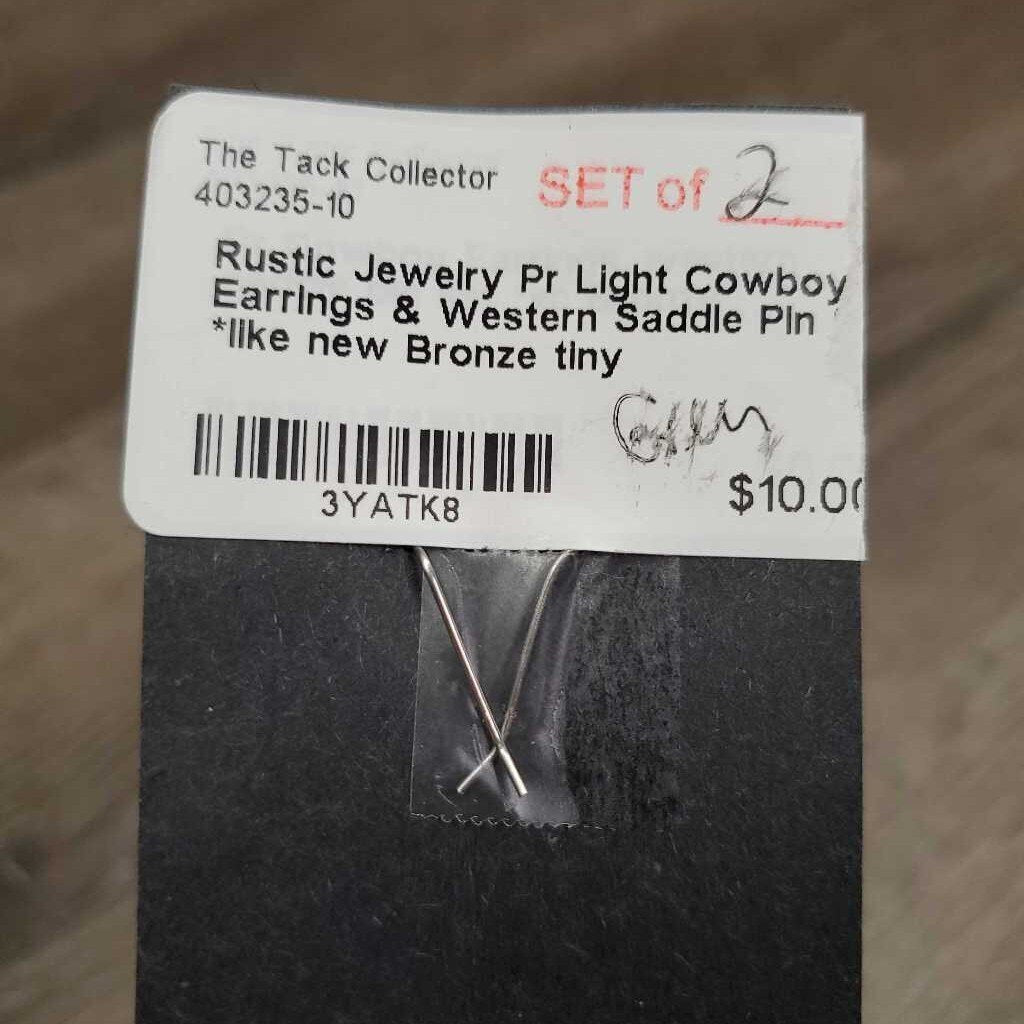 The Tack Collector
403235-10
SET of 2
Rustic Jewelry Pr Light Cowboy
Earrings & Western Saddle Pin
*like new Bronze tiny
3YATK8
$10.00